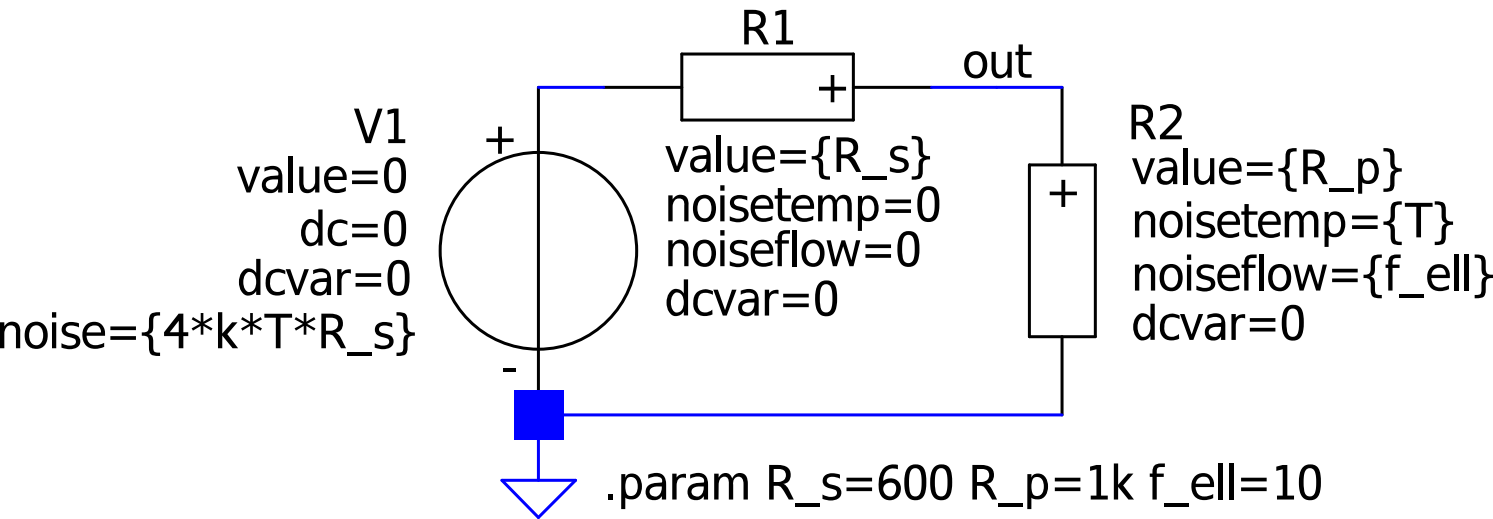 R1
+
out
V1
value=0
dc=0
dcvar=0
noise={4*k*T*R_s}
+
-
value={R_s}
noisetemp=0
noiseflow=0
dcvar=0
R2
+
value={R_p}
noisetemp={T}
noiseflow={f_ell}
dcvar=0
.param R_s=600 R_p=1k f_ell=10